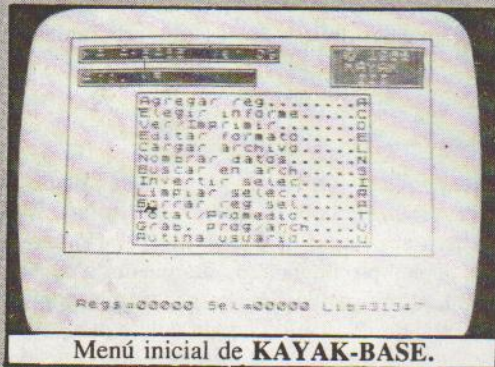 Agregar reg.......A
Elegir informe....C
Ver/Imprimir......D
Editar formato....E
Cargar archivo....L
Nombrar datos.....N
Buscar en arch....S
Invertir selec....I
Limpiar selec.....
Borrar reg sel....
Total/Promedio....T
Grab. prog/arch...V
Rutina usuario....U
Regs=00000 Sel=00000
Menú inicial de KAYAK-BASE.